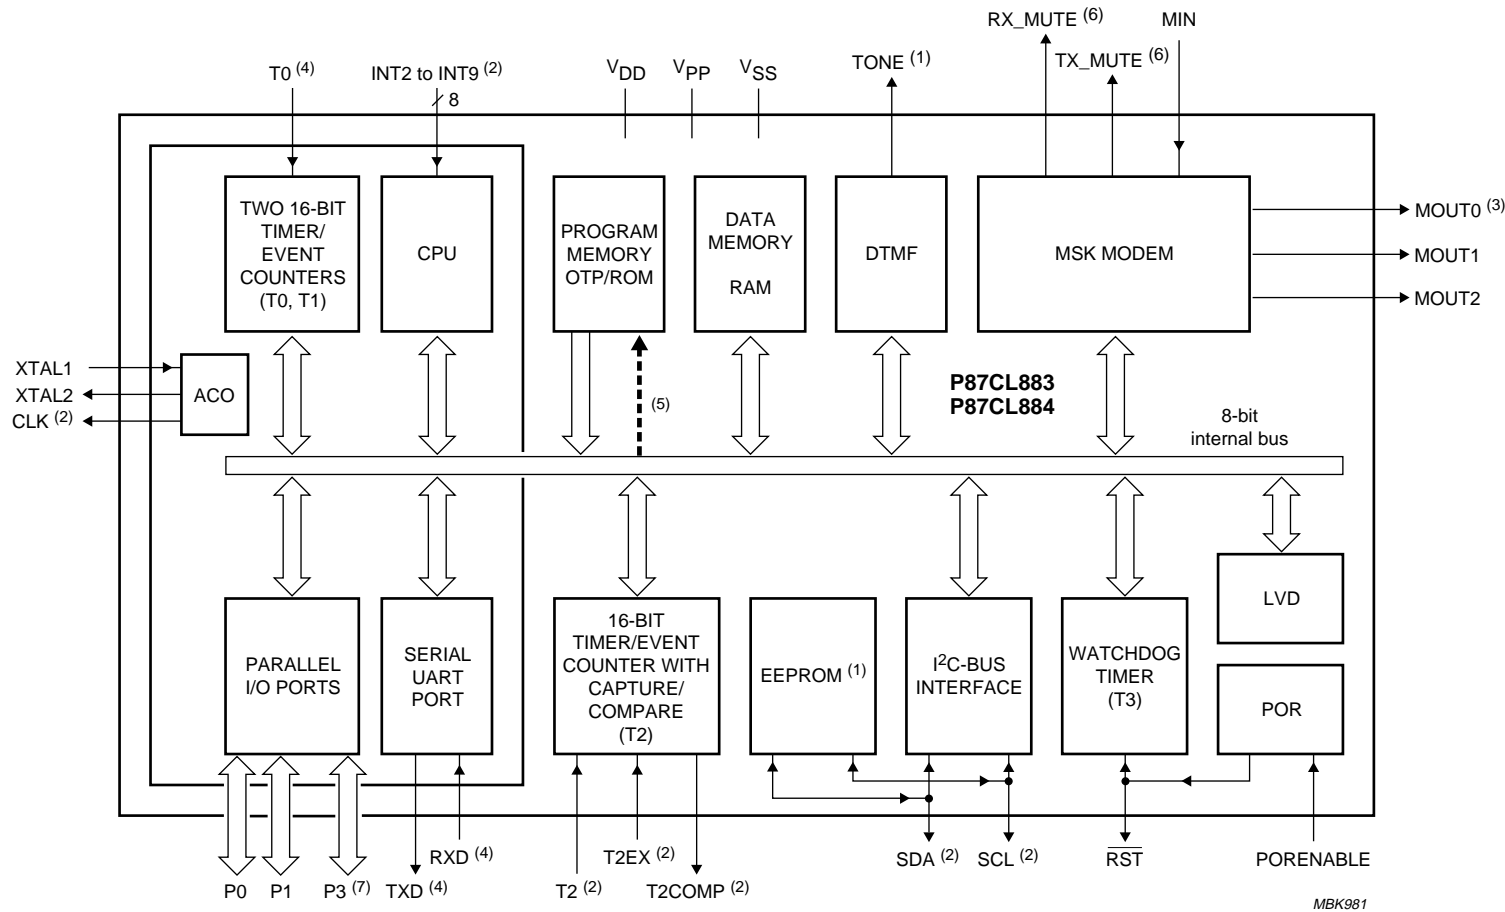 RX_MUTE (6)
MIN
T0 (4)
INT2 to INT9 (2)
8
VDD
VPP
VSS
TONE (1)
TX_MUTE (6)
TWO 16-BIT
TIMER/
EVENT
COUNTERS
(T0, T1)
CPU
PROGRAM
MEMORY
OTP/ROM
DATA
MEMORY
RAM
DTMF
MSK MODEM
MOUT0 (3)
MOUT1
MOUT2
XTAL1
XTAL2
CLK (2)
ACO
(5)
P87CL883
P87CL884
8-bit
internal bus
PARALLEL
I/O PORTS
SERIAL
UART
PORT
16-BIT
TIMER/EVENT
COUNTER WITH
CAPTURE/
COMPARE
(T2)
EEPROM (1)
I2C-BUS
INTERFACE
WATCHDOG
TIMER
(T3)
LVD
POR
P0
P1
P3 (7)
TXD (4)
RXD (4)
T2 (2)
T2EX (2)
T2COMP (2)
SDA (2)
SCL (2)
RST
PORENABLE
MBK981